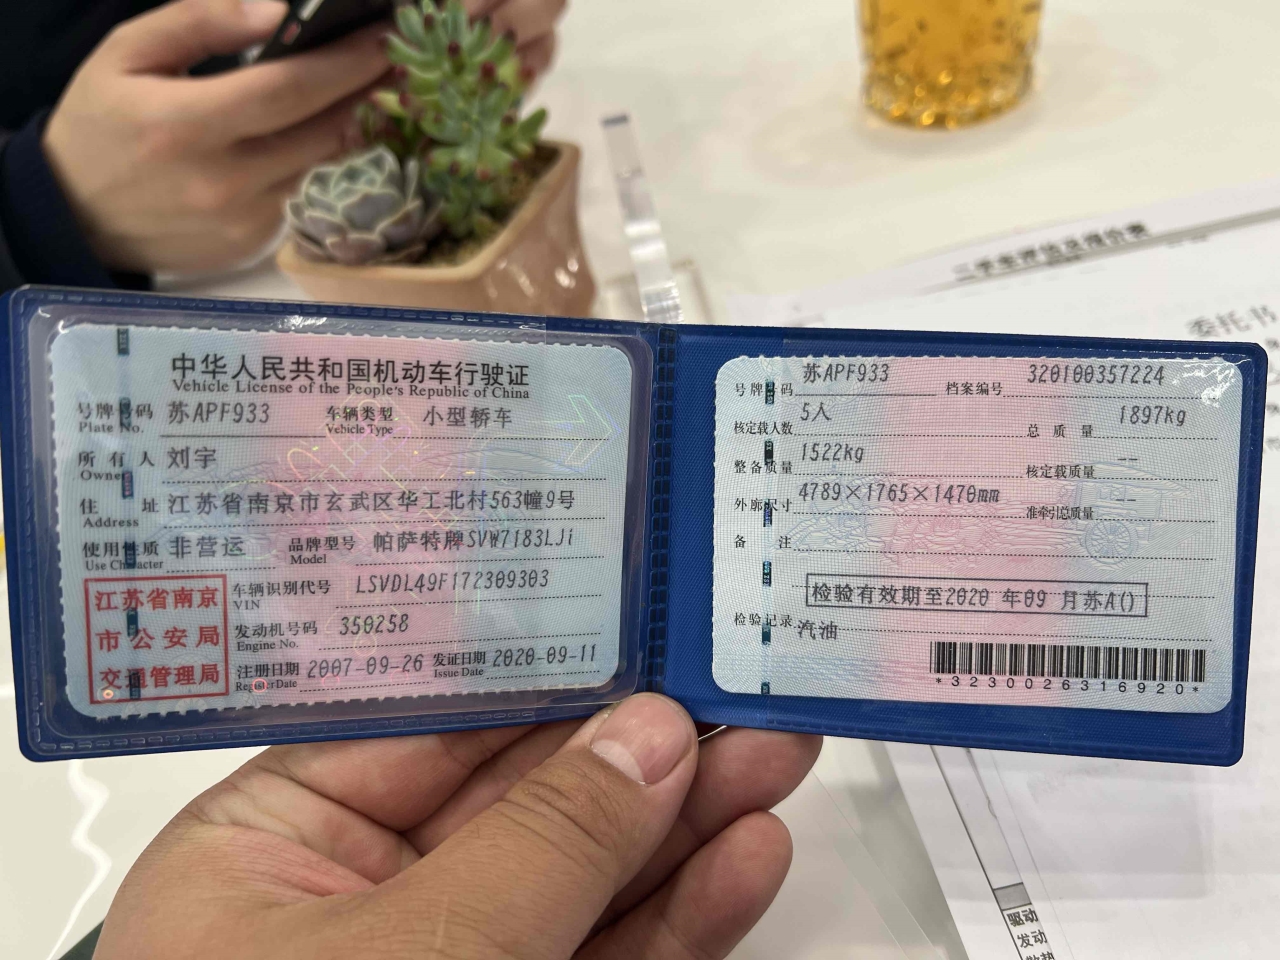 二手车评估及报价表
委托书
中华人民共和国机动车行驶证
Vehicle License of the People's Republic of China
号牌号码 苏APF933 车辆类型 小型轿车
Plate No. Vehicle Type
所有人 刘宇
Owner
住址 江苏省南京市玄武区华工北村563幢9号
Address
使用性质 非营运 品牌型号 帕萨特牌SVW7183LJi
Use Character Model
江苏省南京
市公安局
交通管理局
车辆识别代号 LSVDL49F172309303
VIN
发动机号码 350258
Engine No.
注册日期 2007-09-26 发证日期 2020-09-11
Register Date Issue Date
号牌号码 苏APF933 档案编号 320100357224
核定载人数 5人 总质量 1897kg
整备质量 1522kg 核定载质量 --
外廓尺寸 4789×1765×1470mm 准牵引总质量 --
备注
检验有效期至2020 年09 月苏A()
检验记录 汽油
*3230026316920*
驱动
发动